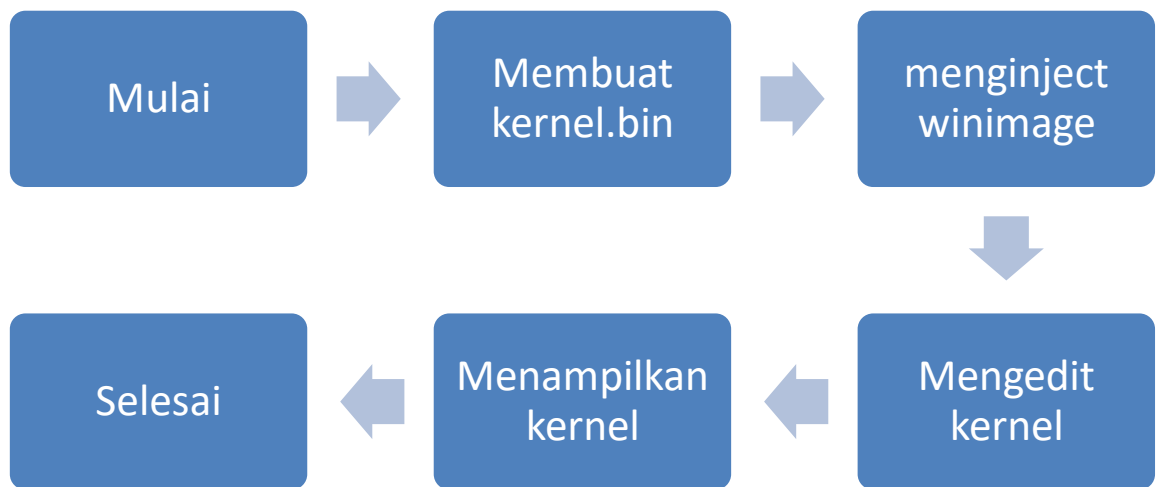 Mulai
Membuat
kernel.bin
menginject
winimage
Mengedit
kernel
Menampilkan
kernel
Selesai